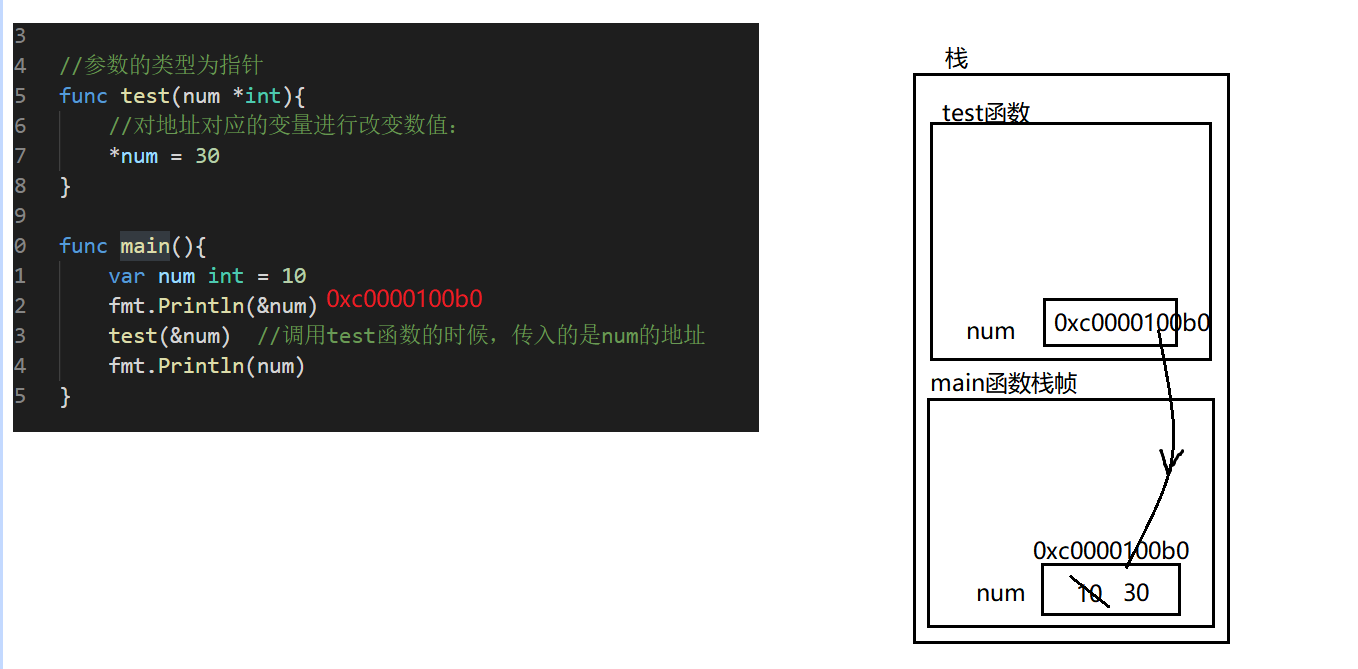 3
4 //参数的类型为指针
5 func test(num *int){
6 //对地址对应的变量进行改变数值：
7 *num = 30
8 }
9
0 func main(){
1 var num int = 10
2 fmt.Println(&num) 0xc0000100b0
3 test(&num) //调用test函数的时候，传入的是num的地址
4 fmt.Println(num)
5 }
栈
test函数
num 0xc0000100b0
main函数栈帧
0xc0000100b0
num 10 30